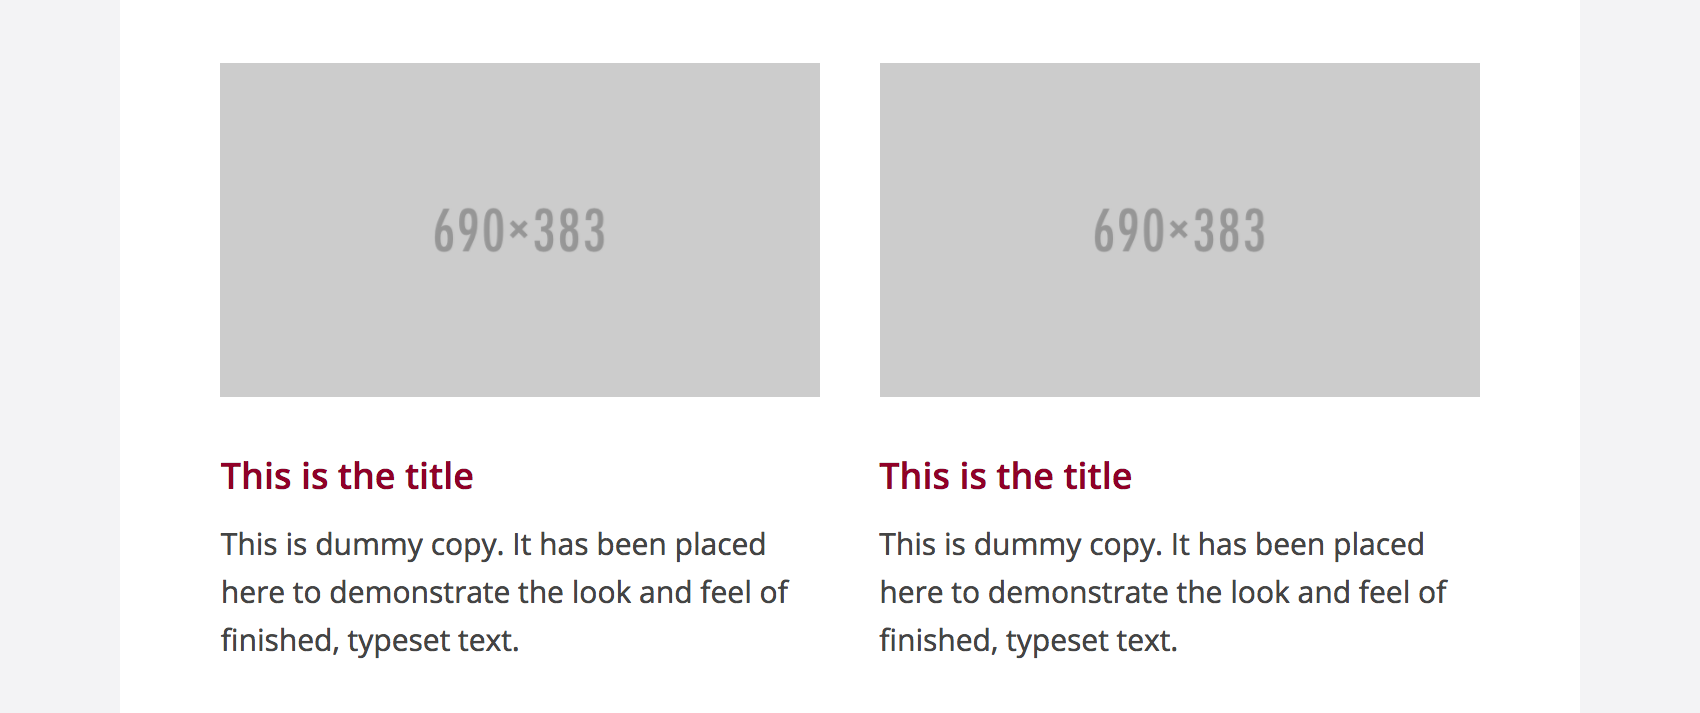 690×383
This is the title
This is dummy copy. It has been placed
here to demonstrate the look and feel of
finished, typeset text.
690×383
This is the title
This is dummy copy. It has been placed
here to demonstrate the look and feel of
finished, typeset text.